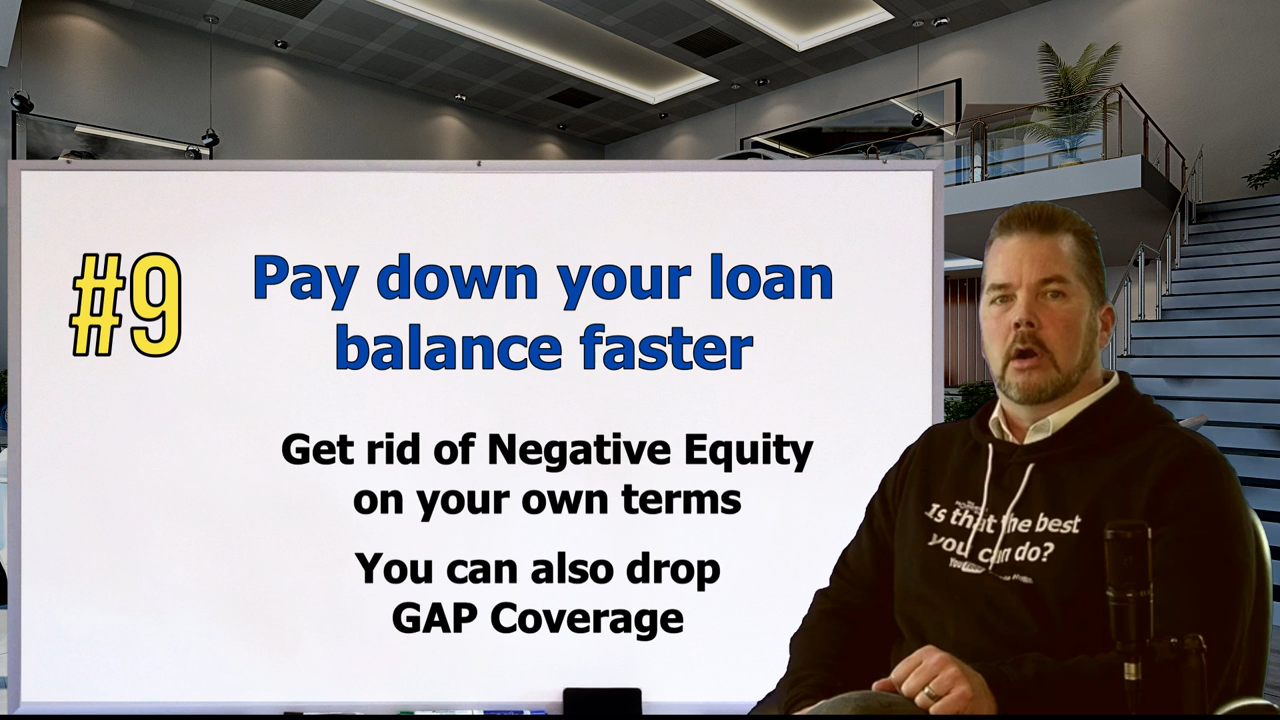 #9
Pay down your loan
balance faster
Get rid of Negative Equity
on your own terms
You can also drop
GAP Coverage
Is that the best
you can do?